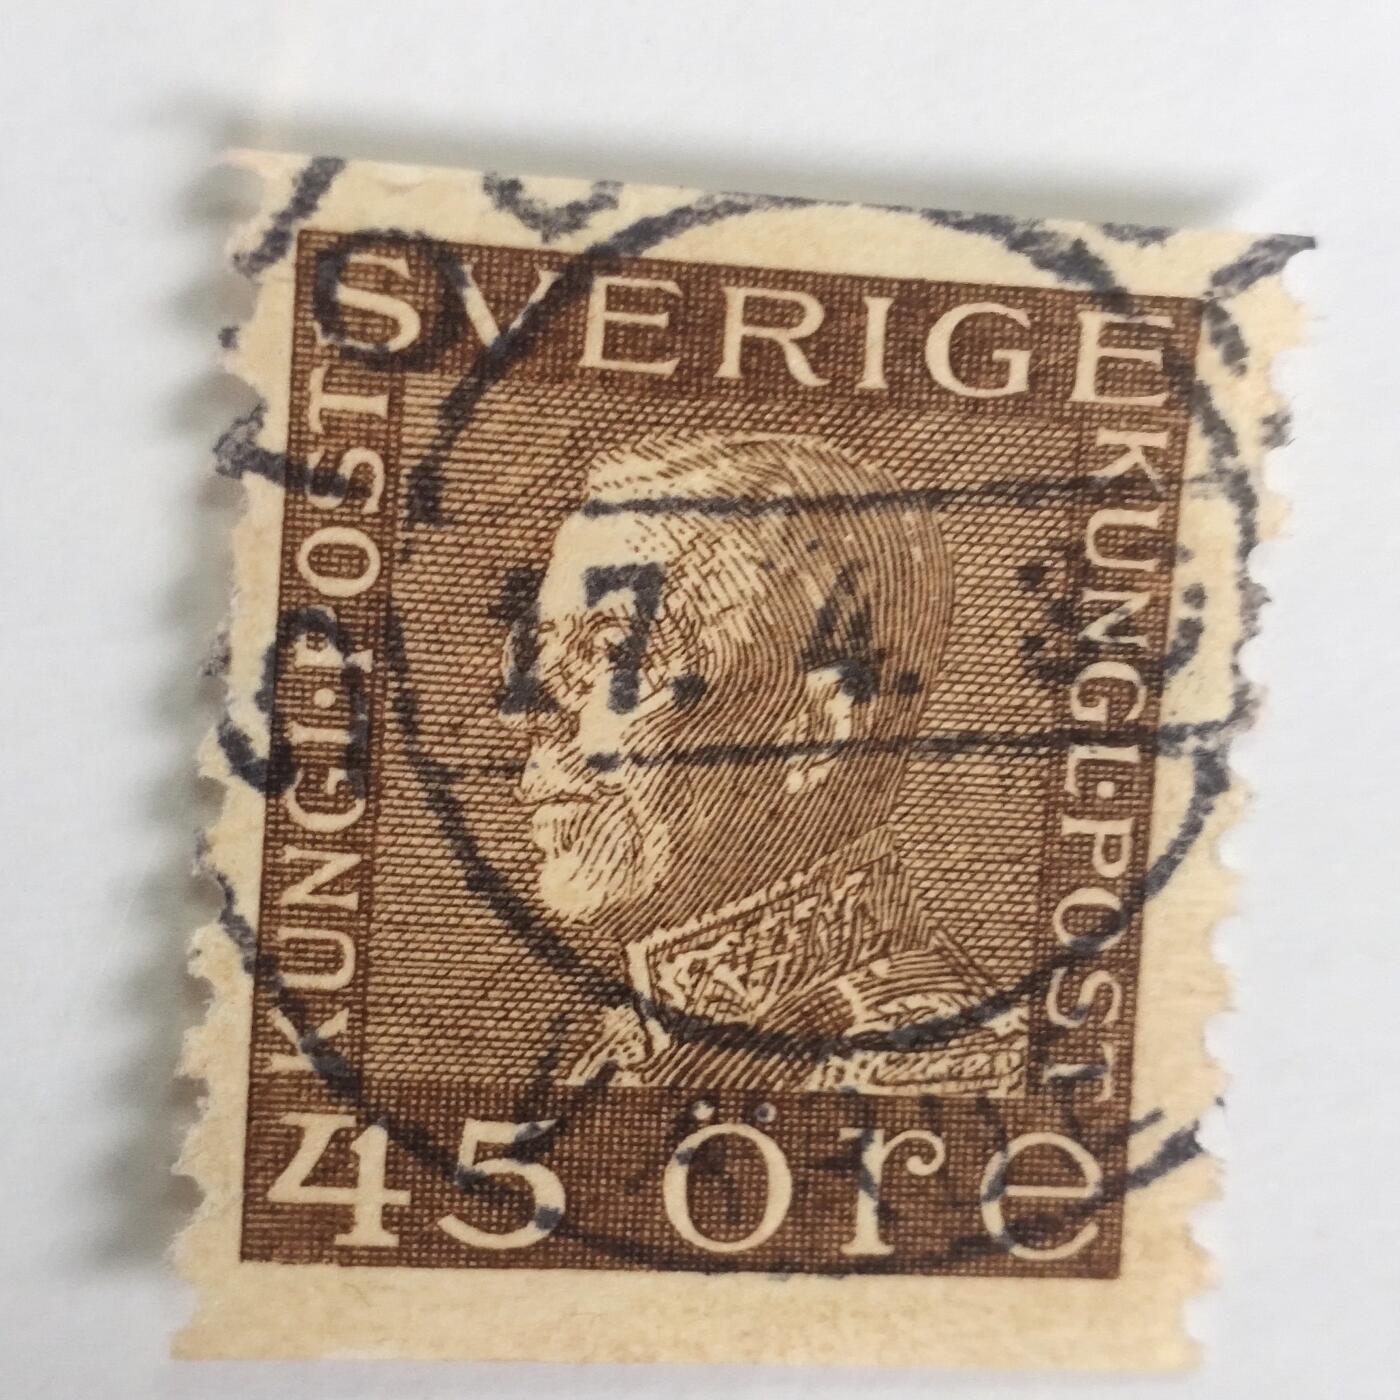 SVERIGE
KUNGL·POST
KUNGL·POST
17. 4.
45 öre